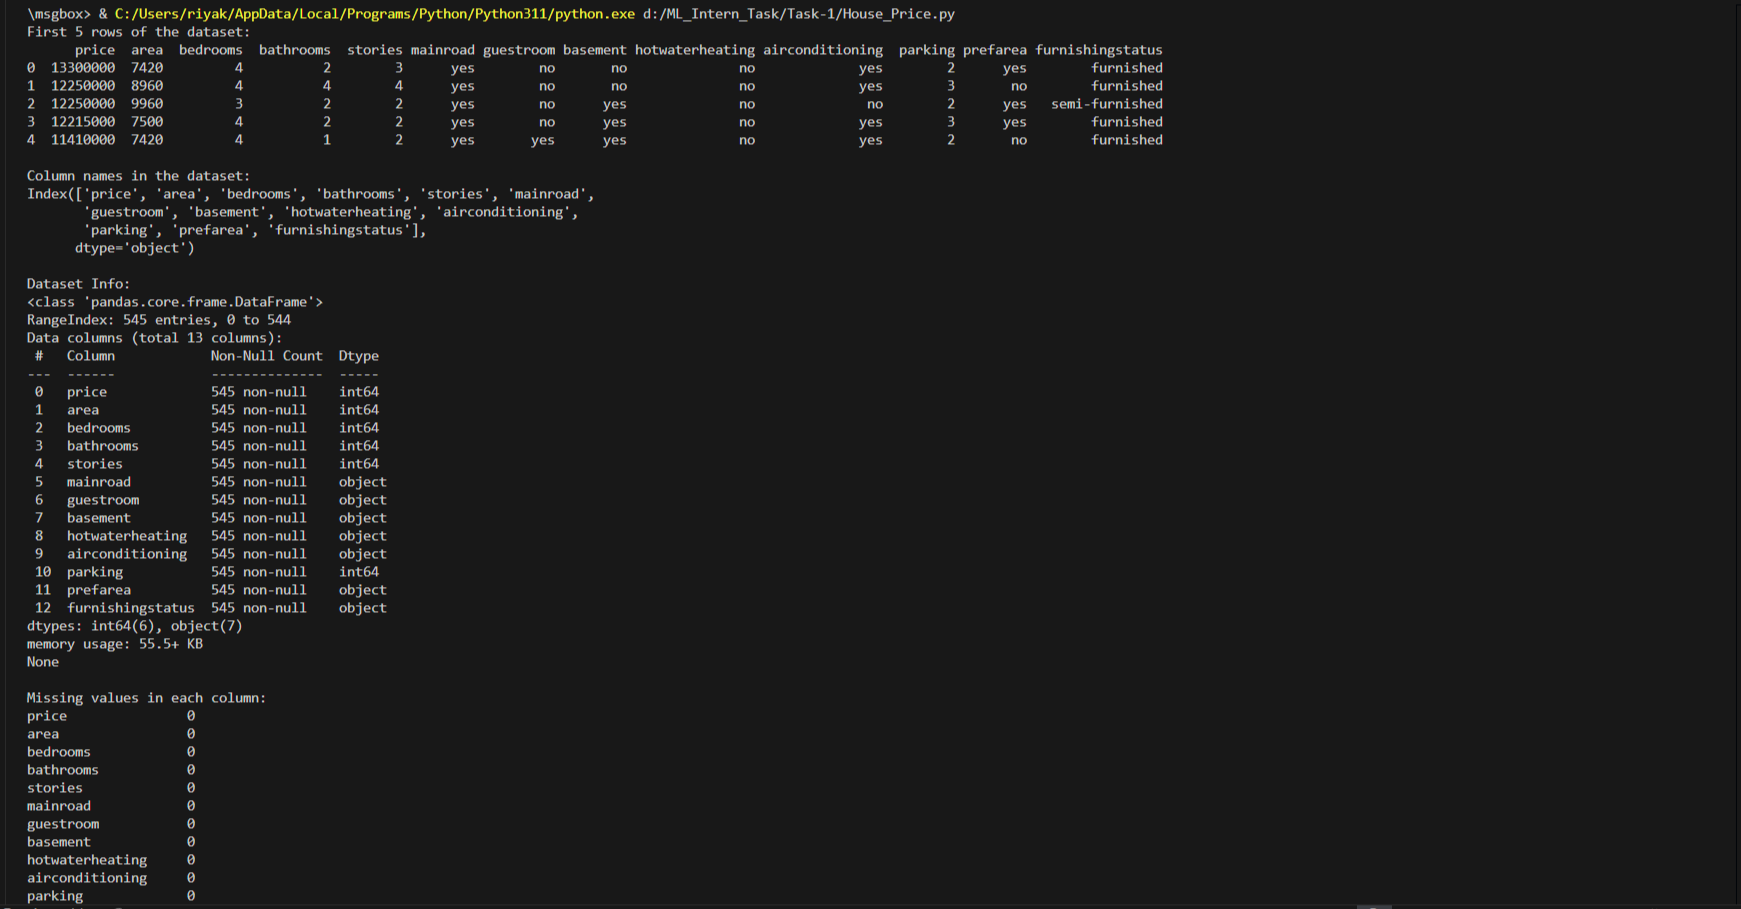 \msgbox> & C:/Users/riyak/AppData/Local/Programs/Python/Python311/python.exe d:/ML_Intern_Task/Task-1/House_Price.py
First 5 rows of the dataset:
price area bedrooms bathrooms stories mainroad guestroom basement hotwaterheating airconditioning parking prefarea furnishingstatus
0 13300000 7420 4 2 3 yes no no no yes 2 yes furnished
1 12250000 8960 4 4 4 yes no no no yes 3 no furnished
2 12250000 9960 3 2 2 yes no yes no no 2 yes semi-furnished
3 12215000 7500 4 2 2 yes no yes no yes 3 yes furnished
4 11410000 7420 4 1 2 yes yes yes no yes 2 no furnished
Column names in the dataset:
Index(['price', 'area', 'bedrooms', 'bathrooms', 'stories', 'mainroad',
'guestroom', 'basement', 'hotwaterheating', 'airconditioning',
'parking', 'prefarea', 'furnishingstatus'],
dtype='object')
Dataset Info:
<class 'pandas.core.frame.DataFrame'>
RangeIndex: 545 entries, 0 to 544
Data columns (total 13 columns):
# Column Non-Null Count Dtype
--- ------ -------------- -----
0 price 545 non-null int64
1 area 545 non-null int64
2 bedrooms 545 non-null int64
3 bathrooms 545 non-null int64
4 stories 545 non-null int64
5 mainroad 545 non-null object
6 guestroom 545 non-null object
7 basement 545 non-null object
8 hotwaterheating 545 non-null object
9 airconditioning 545 non-null object
10 parking 545 non-null int64
11 prefarea 545 non-null object
12 furnishingstatus 545 non-null object
dtypes: int64(6), object(7)
memory usage: 55.5+ KB
None
Missing values in each column:
price 0
area 0
bedrooms 0
bathrooms 0
stories 0
mainroad 0
guestroom 0
basement 0
hotwaterheating 0
airconditioning 0
parking 0